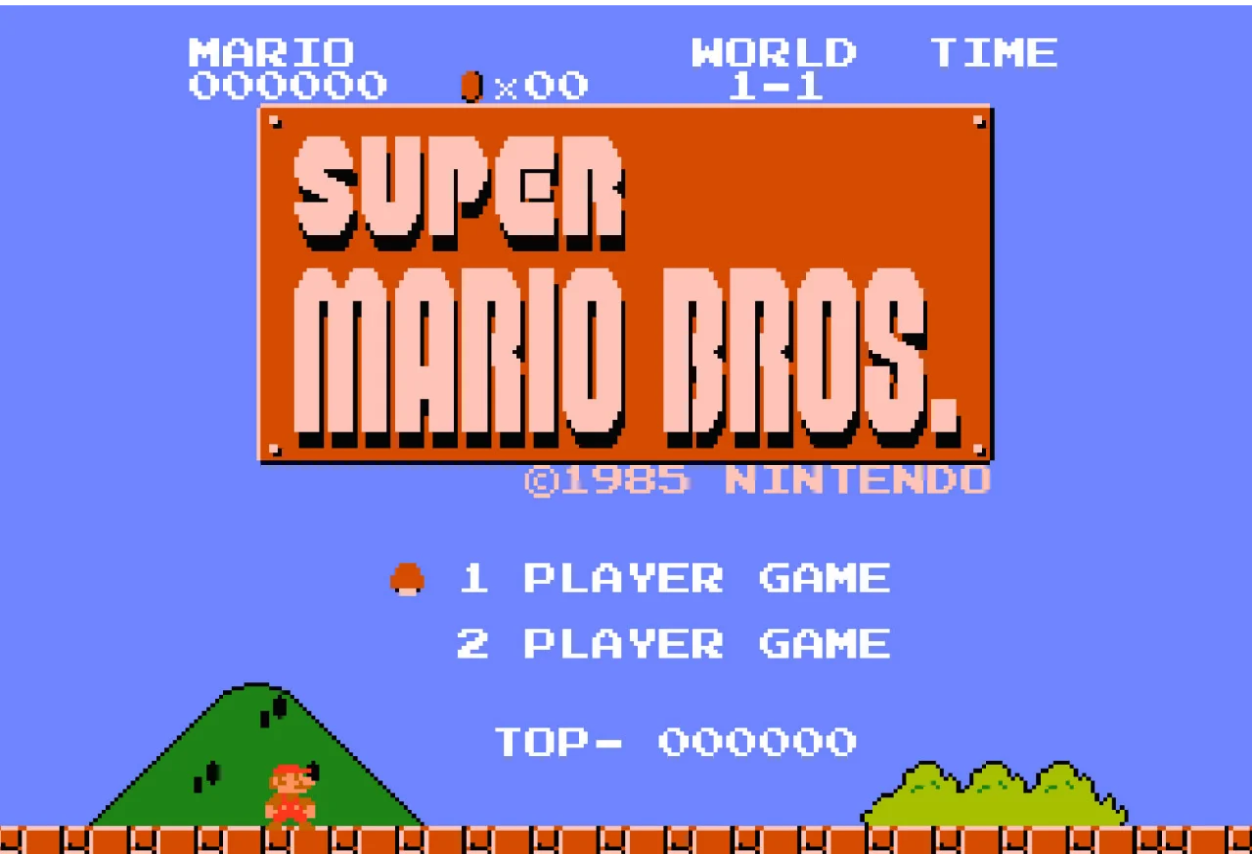 MARIO WORLD TIME
000000 ×00 1-1
SUPER
MARIO BROS.
©1985 NINTENDO
1 PLAYER GAME
2 PLAYER GAME
TOP- 000000